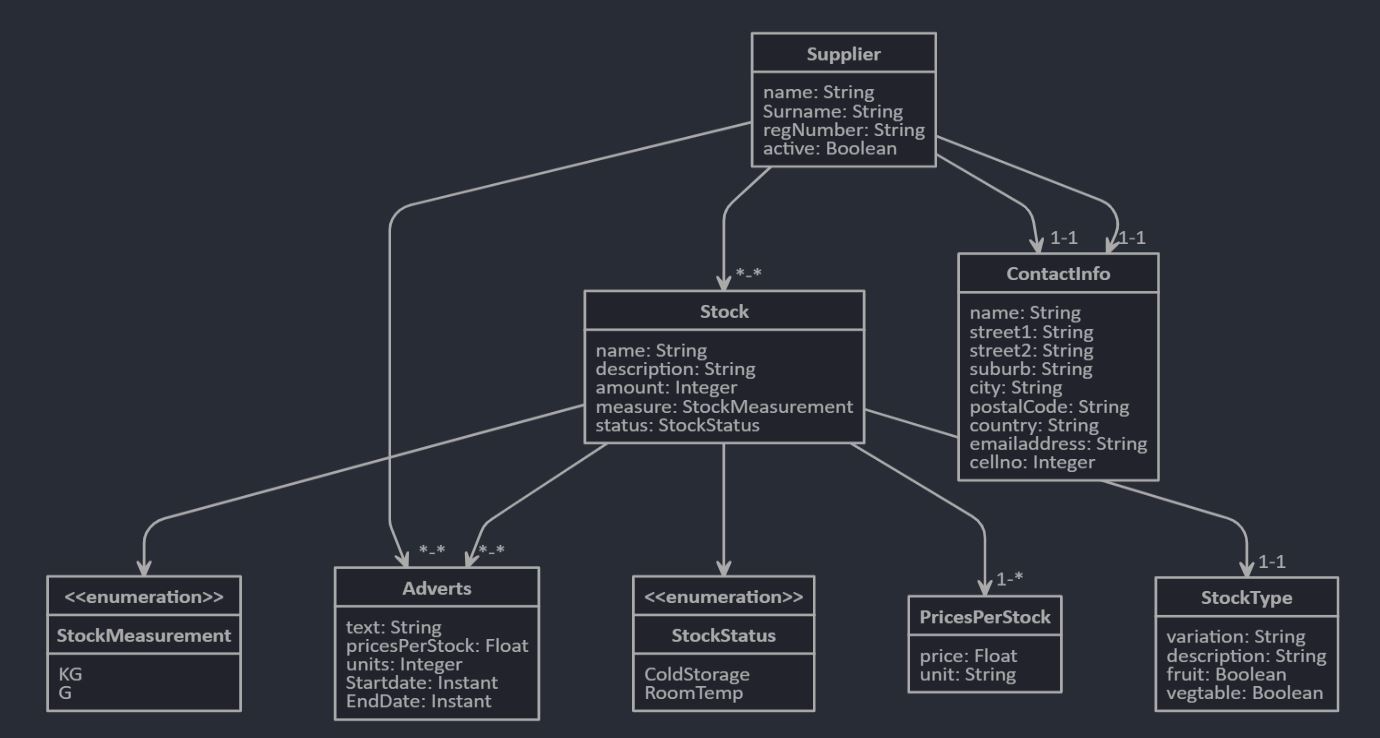 Supplier
name: String
Surname: String
regNumber: String
active: Boolean
1-1
1-1
*-*
ContactInfo
name: String
street1: String
street2: String
suburb: String
city: String
postalCode: String
country: String
emailaddress: String
cellno: Integer
Stock
name: String
description: String
amount: Integer
measure: StockMeasurement
status: StockStatus
*-*
*-*
1-*
1-1
<<enumeration>>
StockMeasurement
KG
G
Adverts
text: String
pricesPerStock: Float
units: Integer
Startdate: Instant
EndDate: Instant
<<enumeration>>
StockStatus
ColdStorage
RoomTemp
PricesPerStock
price: Float
unit: String
StockType
variation: String
description: String
fruit: Boolean
vegtable: Boolean